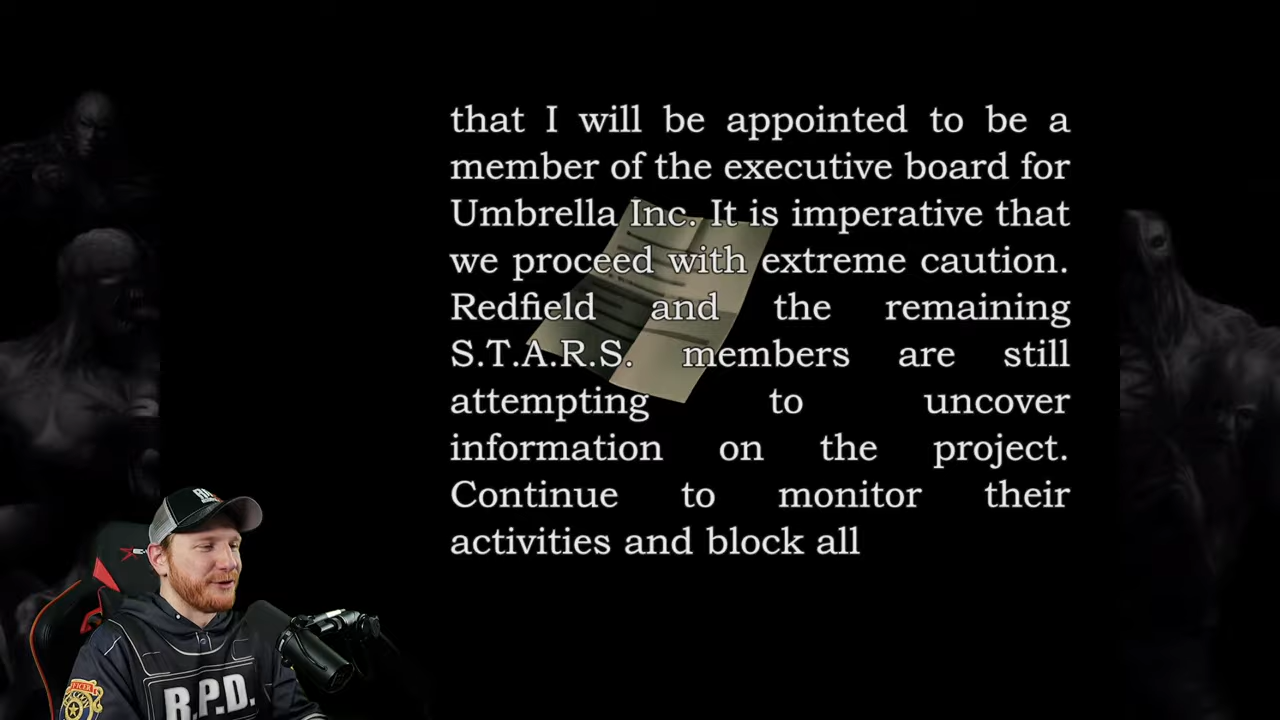 that I will be appointed to be a
member of the executive board for
Umbrella Inc. It is imperative that
we proceed with extreme caution.
Redfield and the remaining
S.T.A.R.S. members are still
attempting to uncover
information on the project.
Continue to monitor their
activities and block all
R.P.D.